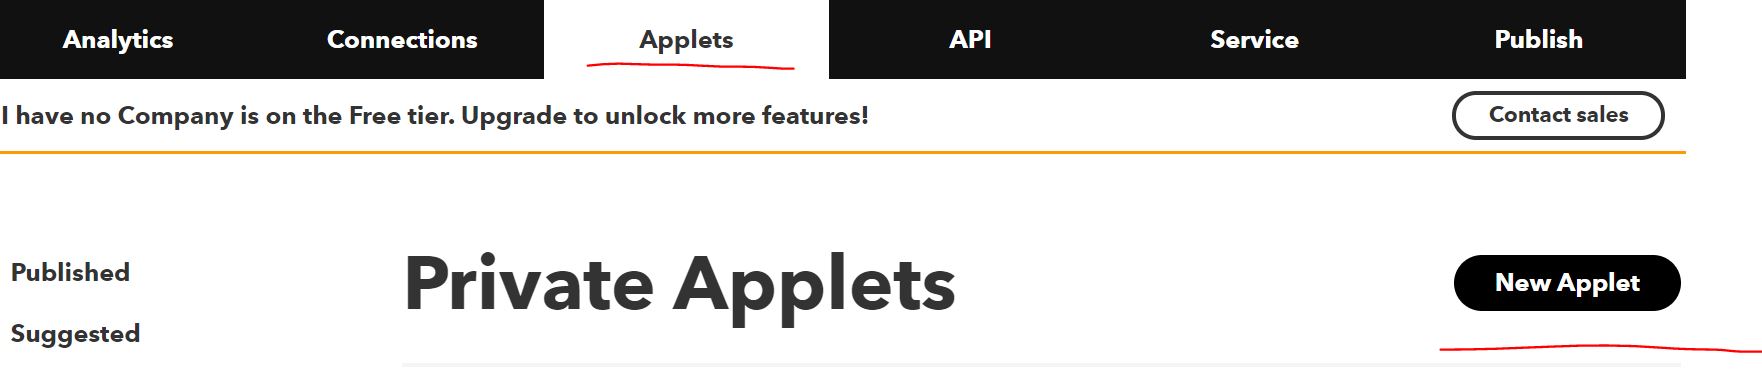 Analytics Connections Applets API Service Publish
I have no Company is on the Free tier. Upgrade to unlock more features! Contact sales
Published
Private Applets
New Applet
Suggested